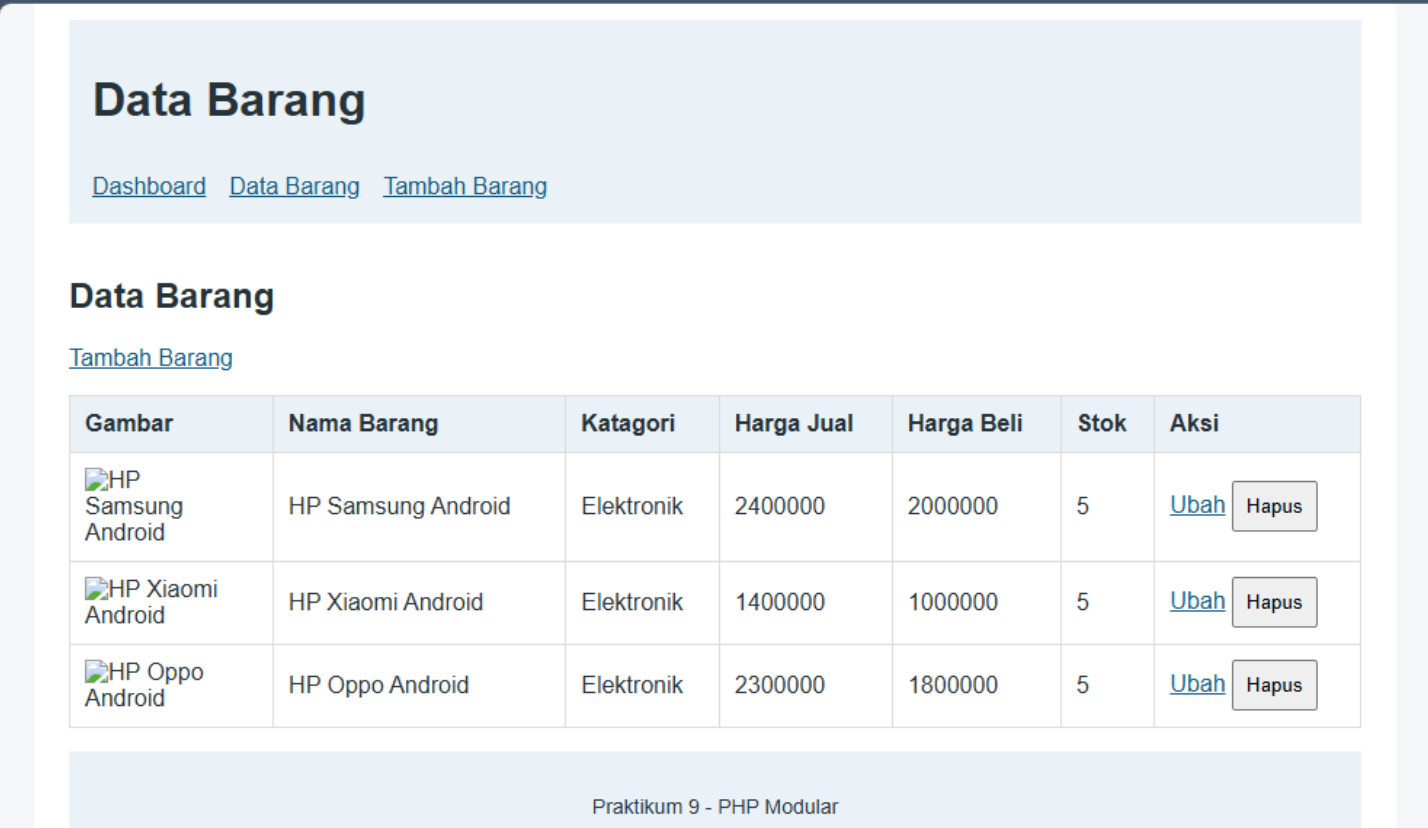 Data Barang
Dashboard Data Barang Tambah Barang
Data Barang
Tambah Barang
Gambar Nama Barang Katagori Harga Jual Harga Beli Stok Aksi
HP
Samsung
Android
HP Samsung Android Elektronik 2400000 2000000 5 Ubah Hapus
HP Xiaomi
Android
HP Xiaomi Android Elektronik 1400000 1000000 5 Ubah Hapus
HP Oppo
Android
HP Oppo Android Elektronik 2300000 1800000 5 Ubah Hapus
Praktikum 9 - PHP Modular